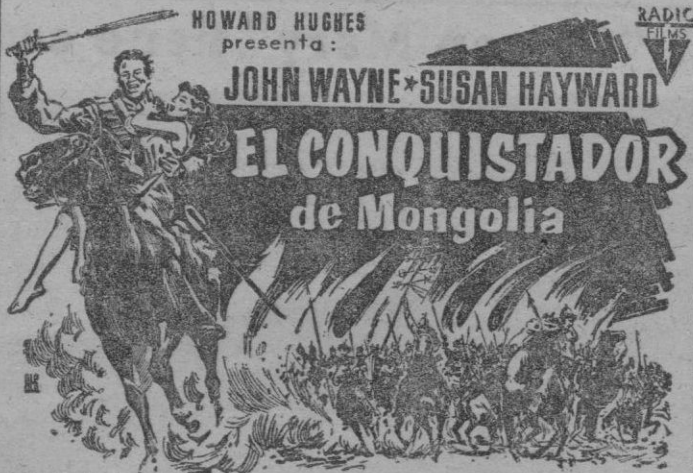 HOWARD HUGHES
presenta:
RADIO
FILMS
JOHN WAYNE * SUSAN HAYWARD
EL CONQUISTADOR
de Mongolia